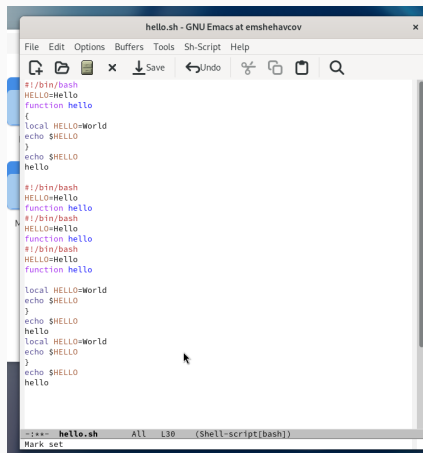 hello.sh - GNU Emacs at emshehavcov ×
File Edit Options Buffers Tools Sh-Script Help
Save Undo
#!/bin/bash
HELLO=Hello
function hello
{
local HELLO=World
echo $HELLO
}
echo $HELLO
hello
#!/bin/bash
HELLO=Hello
function hello
#!/bin/bash
HELLO=Hello
function hello
#!/bin/bash
HELLO=Hello
function hello
local HELLO=World
echo $HELLO
}
echo $HELLO
hello
local HELLO=World
echo $HELLO
}
echo $HELLO
hello
-:**- hello.sh All L30 (Shell-script[bash])
Mark set